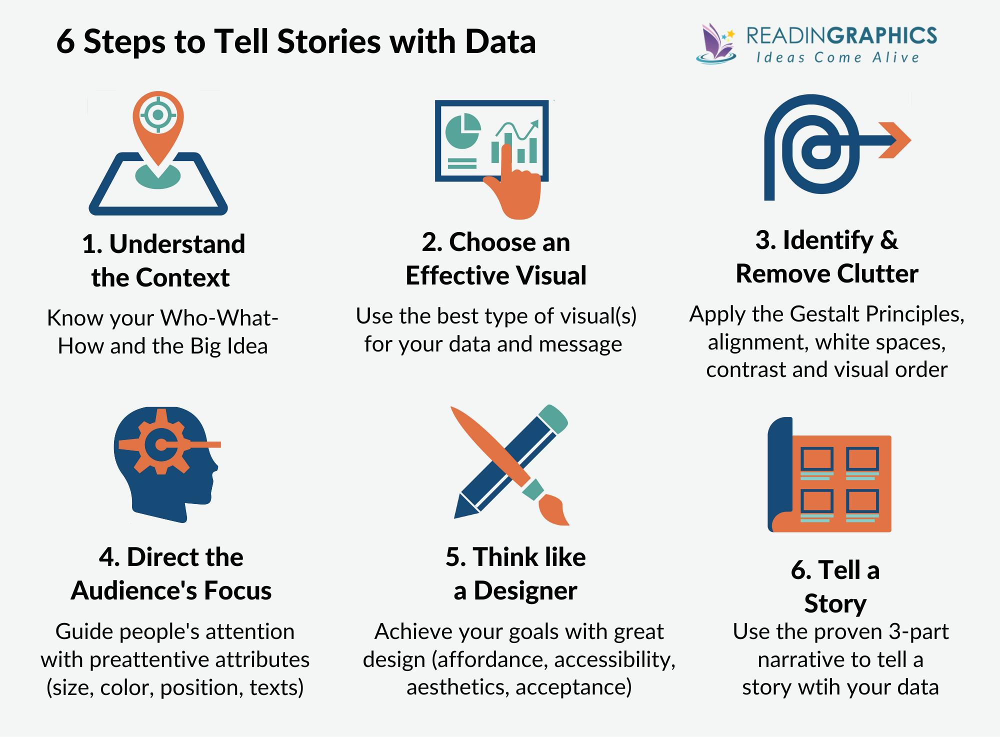 6 Steps to Tell Stories with Data
READINGRAPHICS
Ideas Come Alive
1. Understand
the Context
Know your Who-What-
How and the Big Idea
2. Choose an
Effective Visual
Use the best type of visual(s)
for your data and message
3. Identify &
Remove Clutter
Apply the Gestalt Principles,
alignment, white spaces,
contrast and visual order
4. Direct the
Audience's Focus
Guide people's attention
with preattentive attributes
(size, color, position, texts)
5. Think like
a Designer
Achieve your goals with great
design (affordance, accessibility,
aesthetics, acceptance)
6. Tell a
Story
Use the proven 3-part
narrative to tell a
story wtih your data